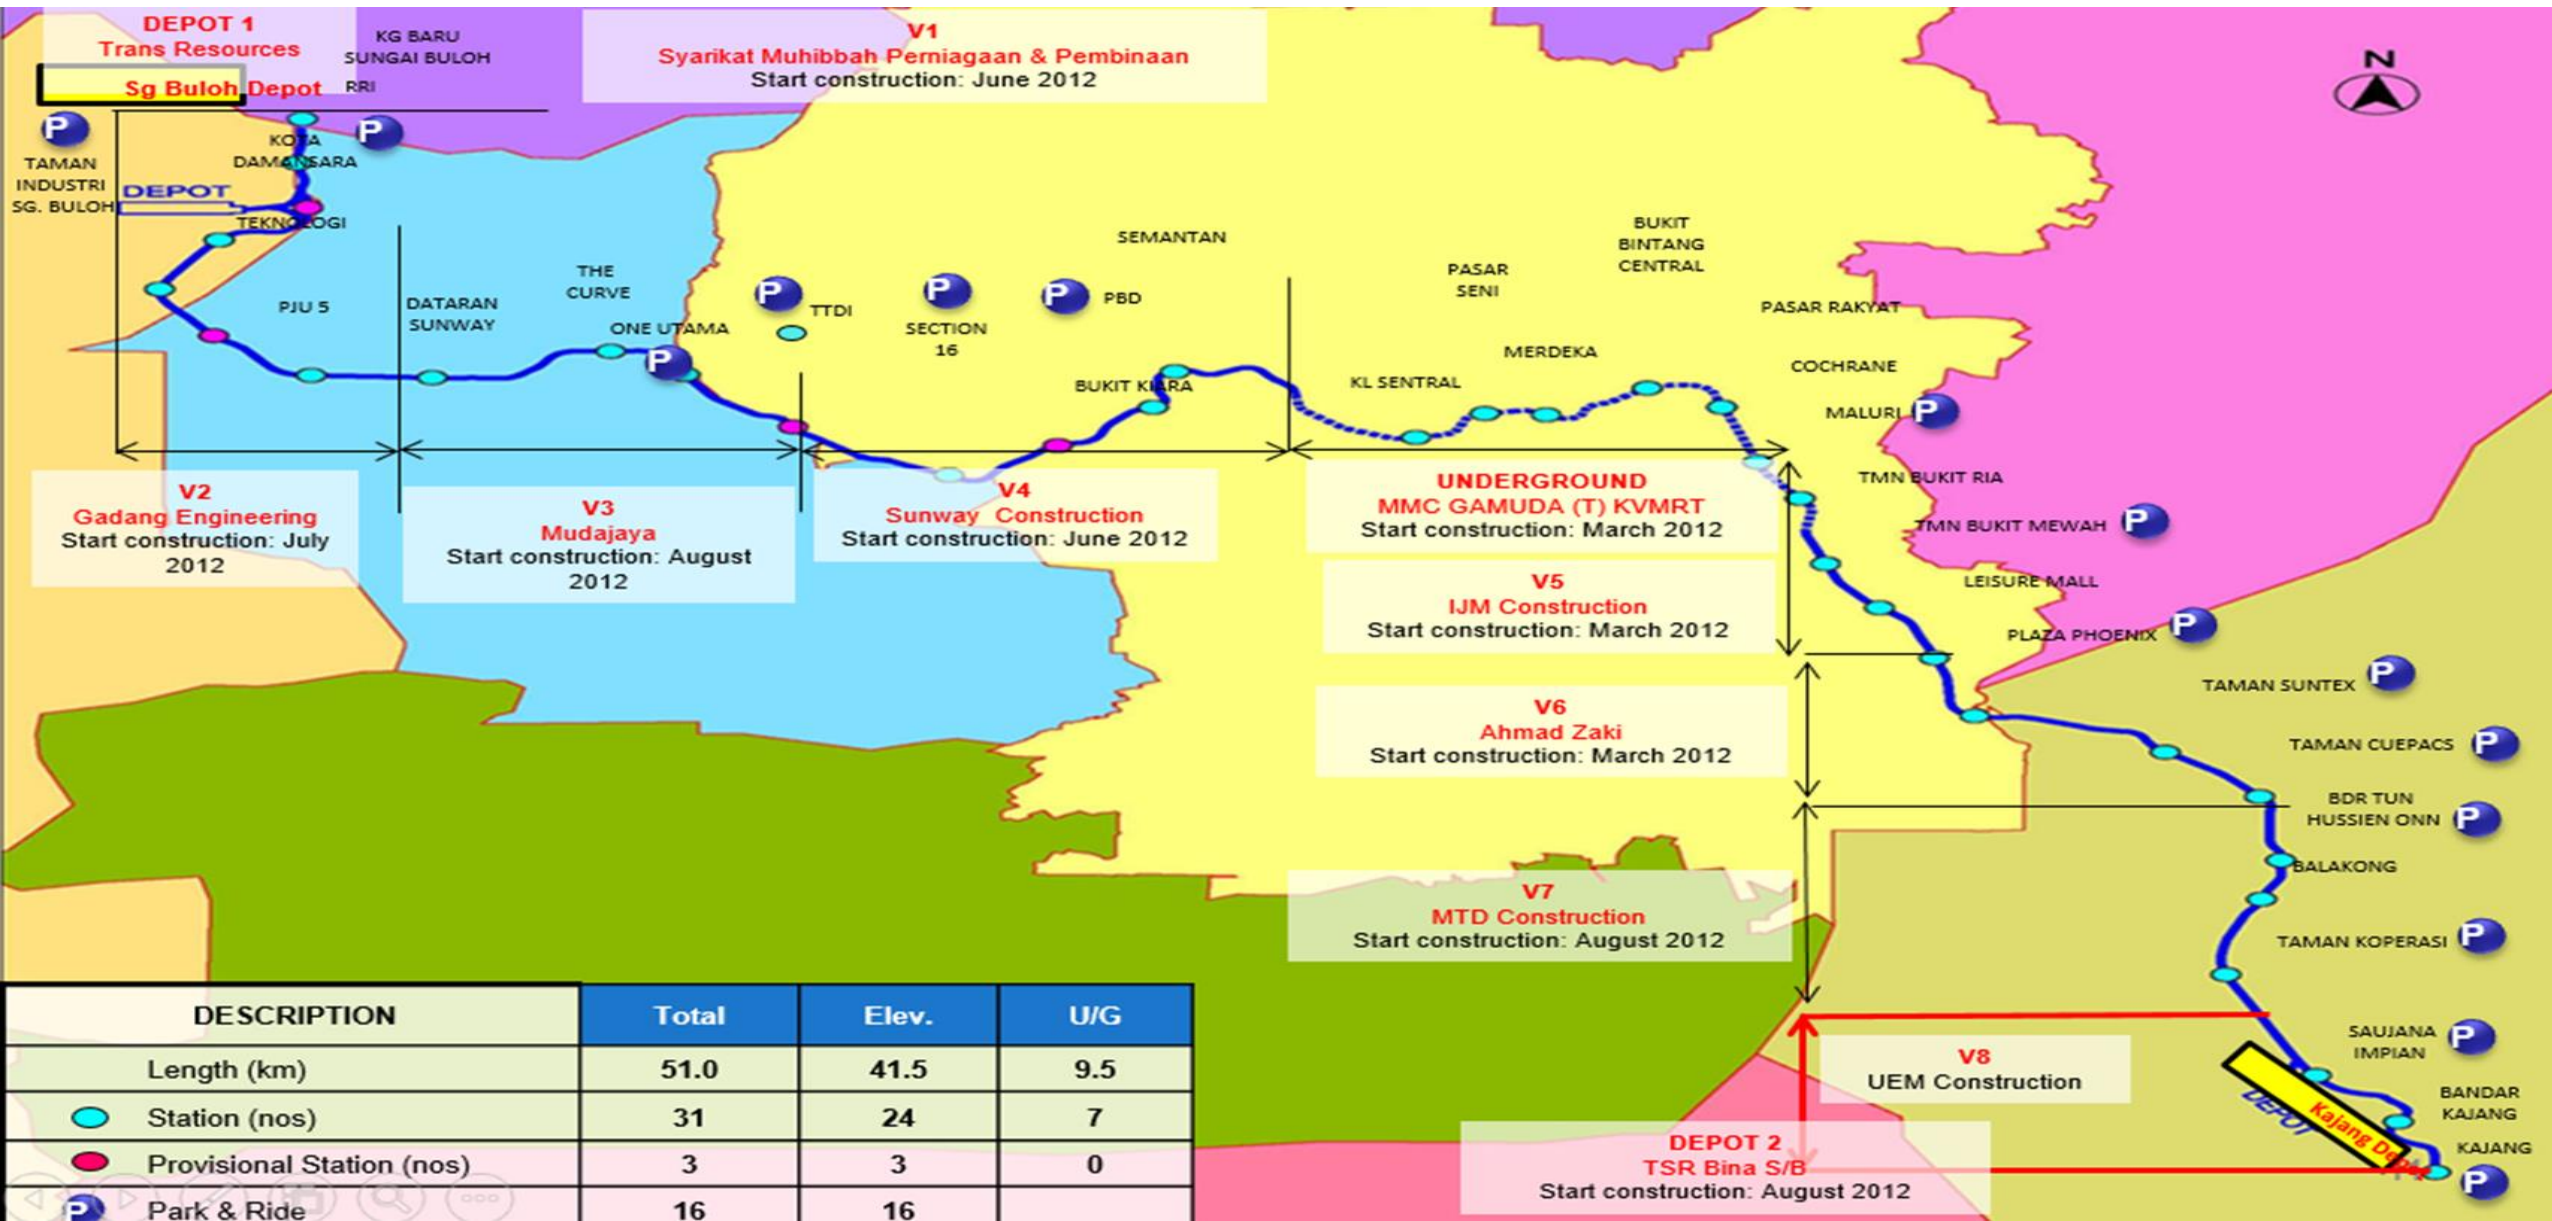 DEPOT 1
Trans Resources
Sg Buloh Depot
KG BARU
SUNGAI BULOH
RRI
V1
Syarikat Muhibbah Perniagaan & Pembinaan
Start construction: June 2012
N
P
P
TAMAN
INDUSTRI
SG. BULOH
KOTA
DAMANSARA
DEPOT
TEKNOLOGI
PJU 5
DATARAN
SUNWAY
THE
CURVE
ONE UTAMA
P
P
TTDI
P
SECTION
16
P
PBD
SEMANTAN
BUKIT KIARA
PASAR
SENI
BUKIT
BINTANG
CENTRAL
KL SENTRAL
MERDEKA
PASAR RAKYAT
COCHRANE
MALURI
P
TMN BUKIT RIA
TMN BUKIT MEWAH
P
LEISURE MALL
PLAZA PHOENIX
P
TAMAN SUNTEX
P
TAMAN CUEPACS
P
BDR TUN
HUSSIEN ONN
P
BALAKONG
TAMAN KOPERASI
P
SAUJANA
IMPIAN
P
BANDAR
KAJANG
KAJANG
P
DEPOT
Kajang Depot
V2
Gadang Engineering
Start construction: July
2012
V3
Mudajaya
Start construction: August
2012
V4
Sunway Construction
Start construction: June 2012
UNDERGROUND
MMC GAMUDA (T) KVMRT
Start construction: March 2012
V5
IJM Construction
Start construction: March 2012
V6
Ahmad Zaki
Start construction: March 2012
V7
MTD Construction
Start construction: August 2012
V8
UEM Construction
DEPOT 2
TSR Bina S/B
Start construction: August 2012
DESCRIPTION Total Elev. U/G
Length (km) 51.0 41.5 9.5
Station (nos) 31 24 7
Provisional Station (nos) 3 3 0
P Park & Ride 16 16